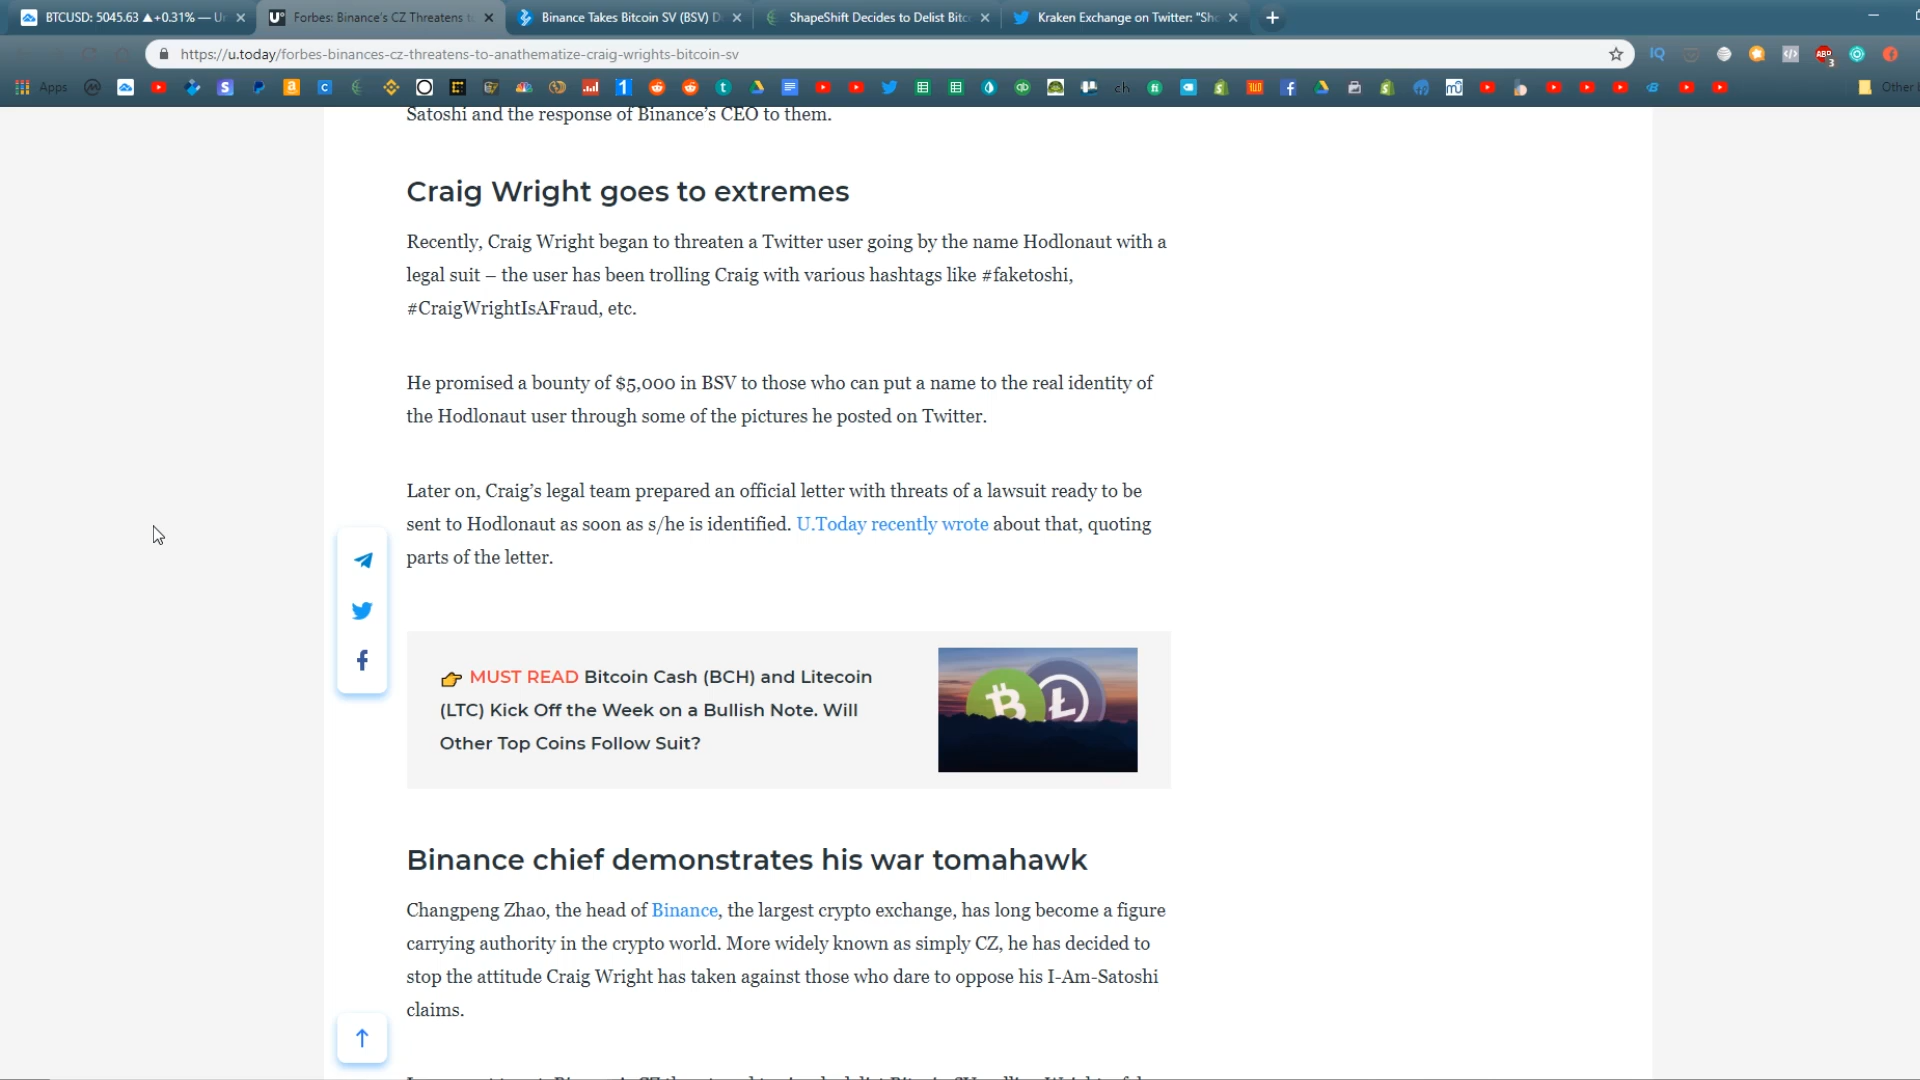 BTCUSD: 5045.63 ▲+0.31% — U
Forbes: Binance's CZ Threatens t
Binance Takes Bitcoin SV (BSV) D
ShapeShift Decides to Delist Bitc
Kraken Exchange on Twitter: "Sh
https://u.today/forbes-binances-cz-threatens-to-anathematize-craig-wrights-bitcoin-sv
Apps
Other
Satoshi and the response of Binance's CEO to them.
Craig Wright goes to extremes
Recently, Craig Wright began to threaten a Twitter user going by the name Hodlonaut with a
legal suit – the user has been trolling Craig with various hashtags like #faketoshi,
#CraigWrightIsAFraud, etc.
He promised a bounty of $5,000 in BSV to those who can put a name to the real identity of
the Hodlonaut user through some of the pictures he posted on Twitter.
Later on, Craig's legal team prepared an official letter with threats of a lawsuit ready to be
sent to Hodlonaut as soon as s/he is identified. U.Today recently wrote about that, quoting
parts of the letter.
👉 MUST READ Bitcoin Cash (BCH) and Litecoin
(LTC) Kick Off the Week on a Bullish Note. Will
Other Top Coins Follow Suit?
Binance chief demonstrates his war tomahawk
Changpeng Zhao, the head of Binance, the largest crypto exchange, has long become a figure
carrying authority in the crypto world. More widely known as simply CZ, he has decided to
stop the attitude Craig Wright has taken against those who dare to oppose his I-Am-Satoshi
claims.